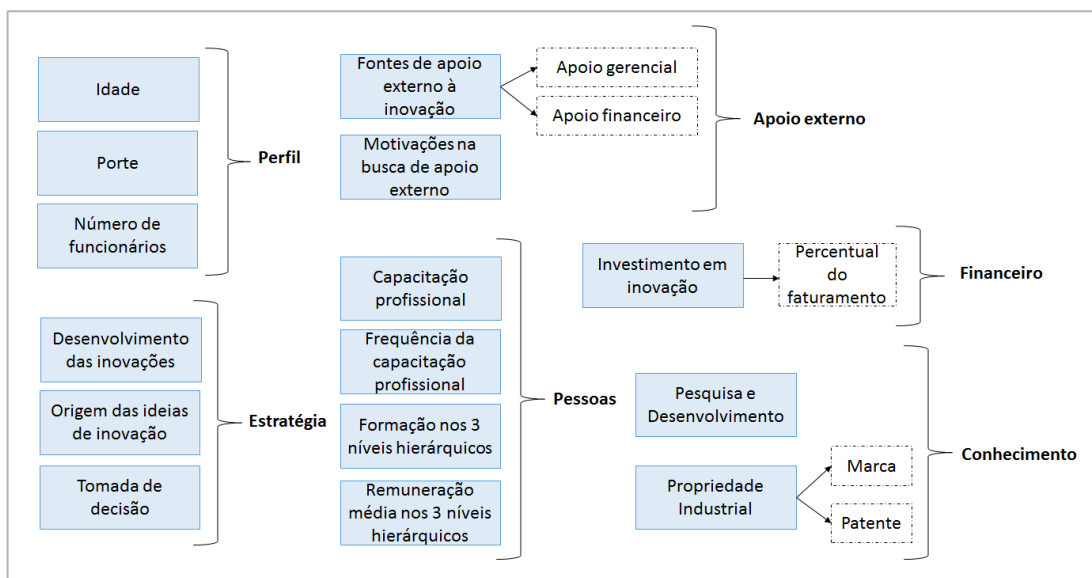 Idade
Porte
Número de
funcionários
Perfil
Fontes de apoio
externo à
inovação
Apoio gerencial
Apoio financeiro
Motivações na
busca de apoio
externo
Apoio externo
Desenvolvimento
das inovações
Origem das ideias
de inovação
Tomada de
decisão
Estratégia
Capacitação
profissional
Frequência da
capacitação
profissional
Formação nos 3
níveis hierárquicos
Remuneração
média nos 3 níveis
hierárquicos
Pessoas
Investimento em
inovação
Percentual
do
faturamento
Financeiro
Pesquisa e
Desenvolvimento
Propriedade
Industrial
Marca
Patente
Conhecimento